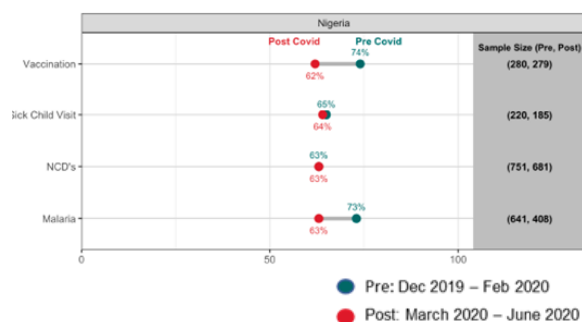 Nigeria
Post Covid Pre Covid Sample Size (Pre, Post)
74%
Vaccination (280, 279)
62%
65%
ick Child Visit (220, 185)
64%
63%
NCD's (751, 681)
63%
73%
Malaria (641, 408)
63%
0 50 100
Pre: Dec 2019 – Feb 2020
Post: March 2020 – June 2020